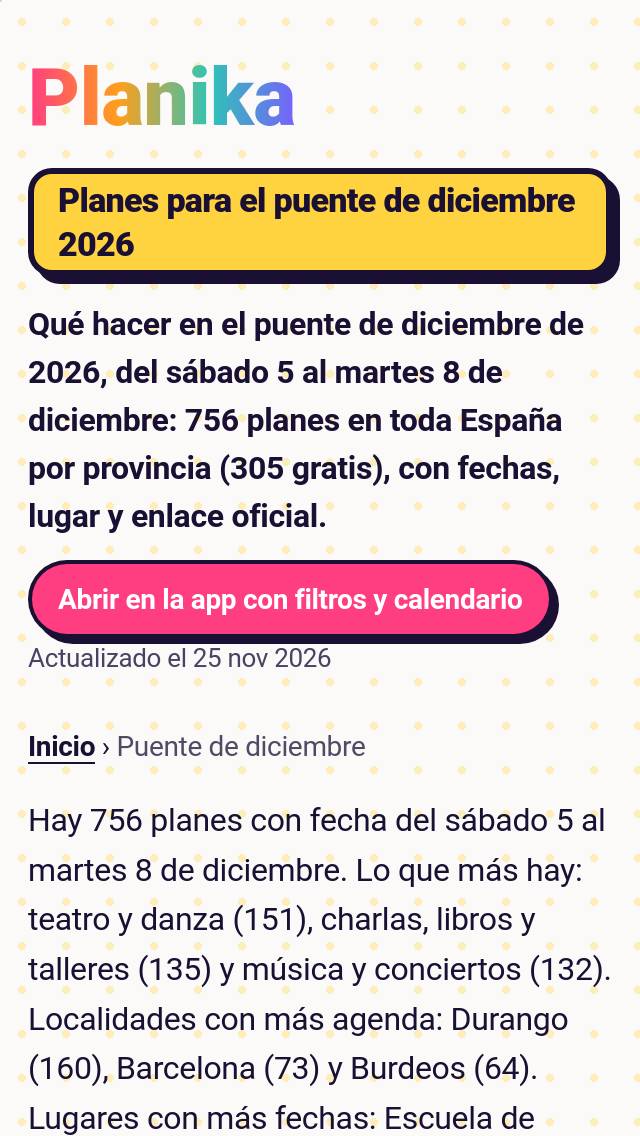 Planika
Planes para el puente de diciembre
2026
Qué hacer en el puente de diciembre de
2026, del sábado 5 al martes 8 de
diciembre: 756 planes en toda España
por provincia (305 gratis), con fechas,
lugar y enlace oficial.
Abrir en la app con filtros y calendario
Actualizado el 25 nov 2026
Inicio › Puente de diciembre
Hay 756 planes con fecha del sábado 5 al
martes 8 de diciembre. Lo que más hay:
teatro y danza (151), charlas, libros y
talleres (135) y música y conciertos (132).
Localidades con más agenda: Durango
(160), Barcelona (73) y Burdeos (64).
Lugares con más fechas: Escuela de